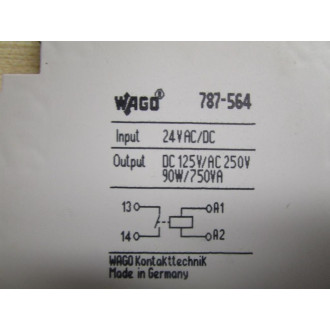 WAGO® 787-564
Input 24V AC/DC
Output DC 125V/AC 250V
90W/750VA
13 A1
14 A2
WAGO Kontakttechnik
Made in Germany